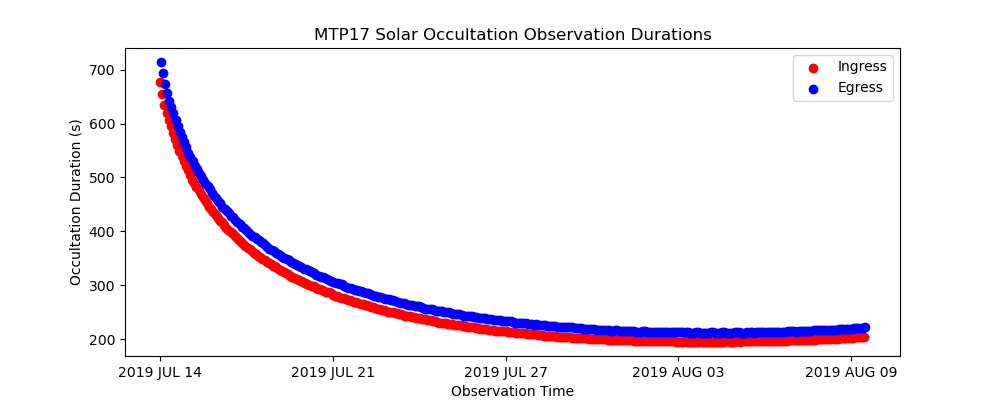 MTP17 Solar Occultation Observation Durations
Ingress
Egress
Occultation Duration (s)
700
600
500
400
300
200
2019 JUL 14
2019 JUL 21
2019 JUL 27
2019 AUG 03
2019 AUG 09
Observation Time